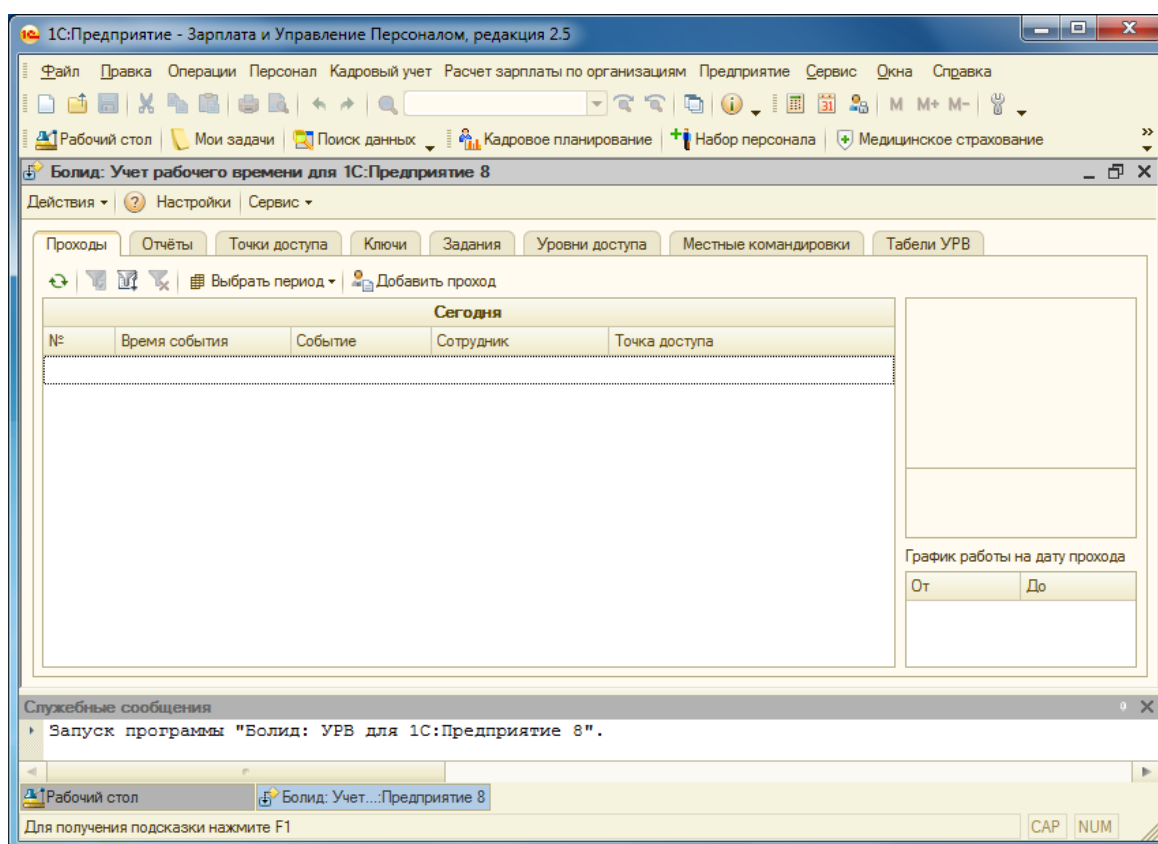 1С:Предприятие - Зарплата и Управление Персоналом, редакция 2.5
Файл Правка Операции Персонал Кадровый учет Расчет зарплаты по организациям Предприятие Сервис Окна Справка
M M+ M-
Рабочий стол Мои задачи Поиск данных Кадровое планирование Набор персонала Медицинское страхование
Болид: Учет рабочего времени для 1С:Предприятие 8
Действия Настройки Сервис
Проходы Отчёты Точки доступа Ключи Задания Уровни доступа Местные командировки Табели УРВ
Выбрать период Добавить проход
Сегодня
№ Время события Событие Сотрудник Точка доступа
График работы на дату прохода
От До
Служебные сообщения
Запуск программы "Болид: УРВ для 1С:Предприятие 8".
Рабочий стол Болид: Учет...:Предприятие 8
Для получения подсказки нажмите F1 CAP NUM